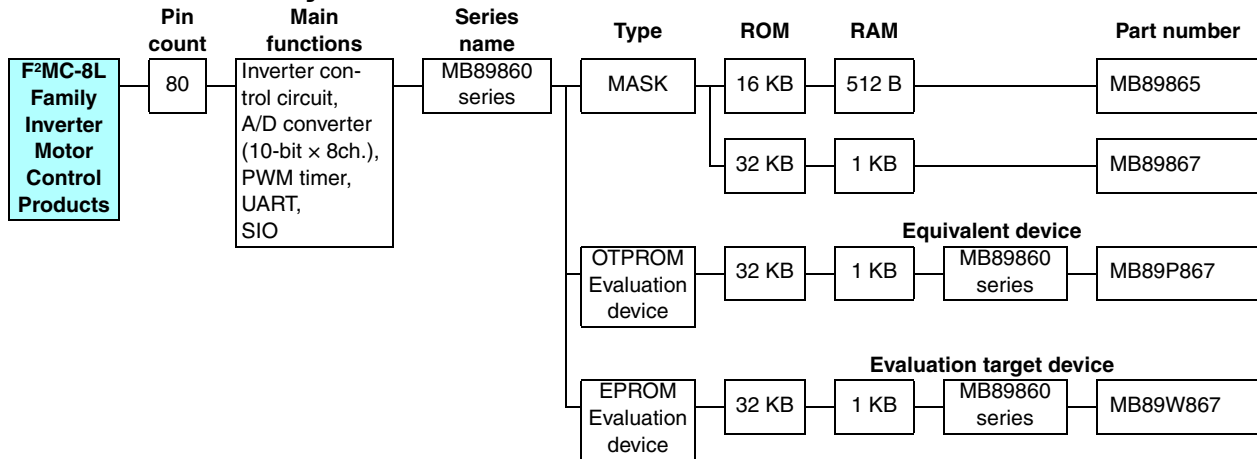 Pin count
Main functions
Series name
Type
ROM
RAM
Part number
F²MC-8L
Family
Inverter
Motor
Control
Products
80
Inverter con-
trol circuit,
A/D converter
(10-bit × 8ch.),
PWM timer,
UART,
SIO
MB89860
series
MASK
16 KB
512 B
MB89865
32 KB
1 KB
MB89867
Equivalent device
OTPROM
Evaluation
device
32 KB
1 KB
MB89860
series
MB89P867
Evaluation target device
EPROM
Evaluation
device
32 KB
1 KB
MB89860
series
MB89W867